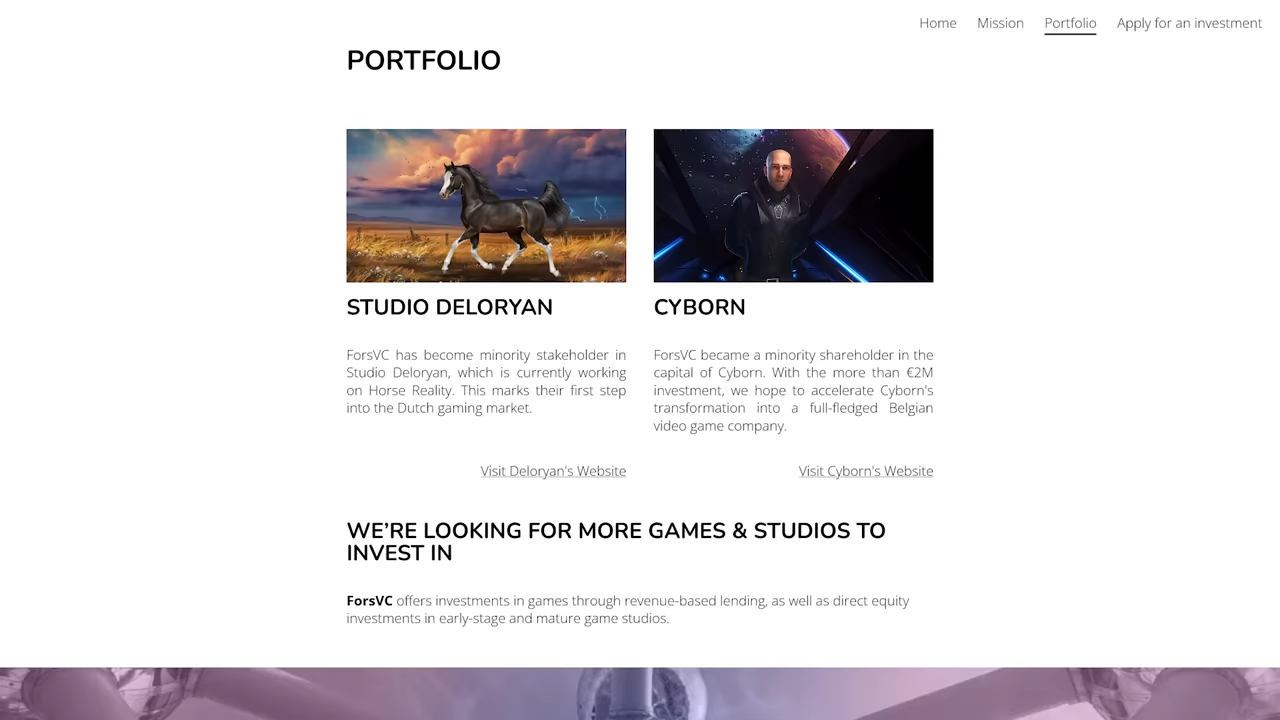 Home Mission Portfolio Apply for an investment
PORTFOLIO
STUDIO DELORYAN
ForsVC has become minority stakeholder in
Studio Deloryan, which is currently working
on Horse Reality. This marks their first step
into the Dutch gaming market.
Visit Deloryan's Website
CYBORN
ForsVC became a minority shareholder in the
capital of Cyborn. With the more than €2M
investment, we hope to accelerate Cyborn's
transformation into a full-fledged Belgian
video game company.
Visit Cyborn's Website
WE’RE LOOKING FOR MORE GAMES & STUDIOS TO
INVEST IN
ForsVC offers investments in games through revenue-based lending, as well as direct equity
investments in early-stage and mature game studios.